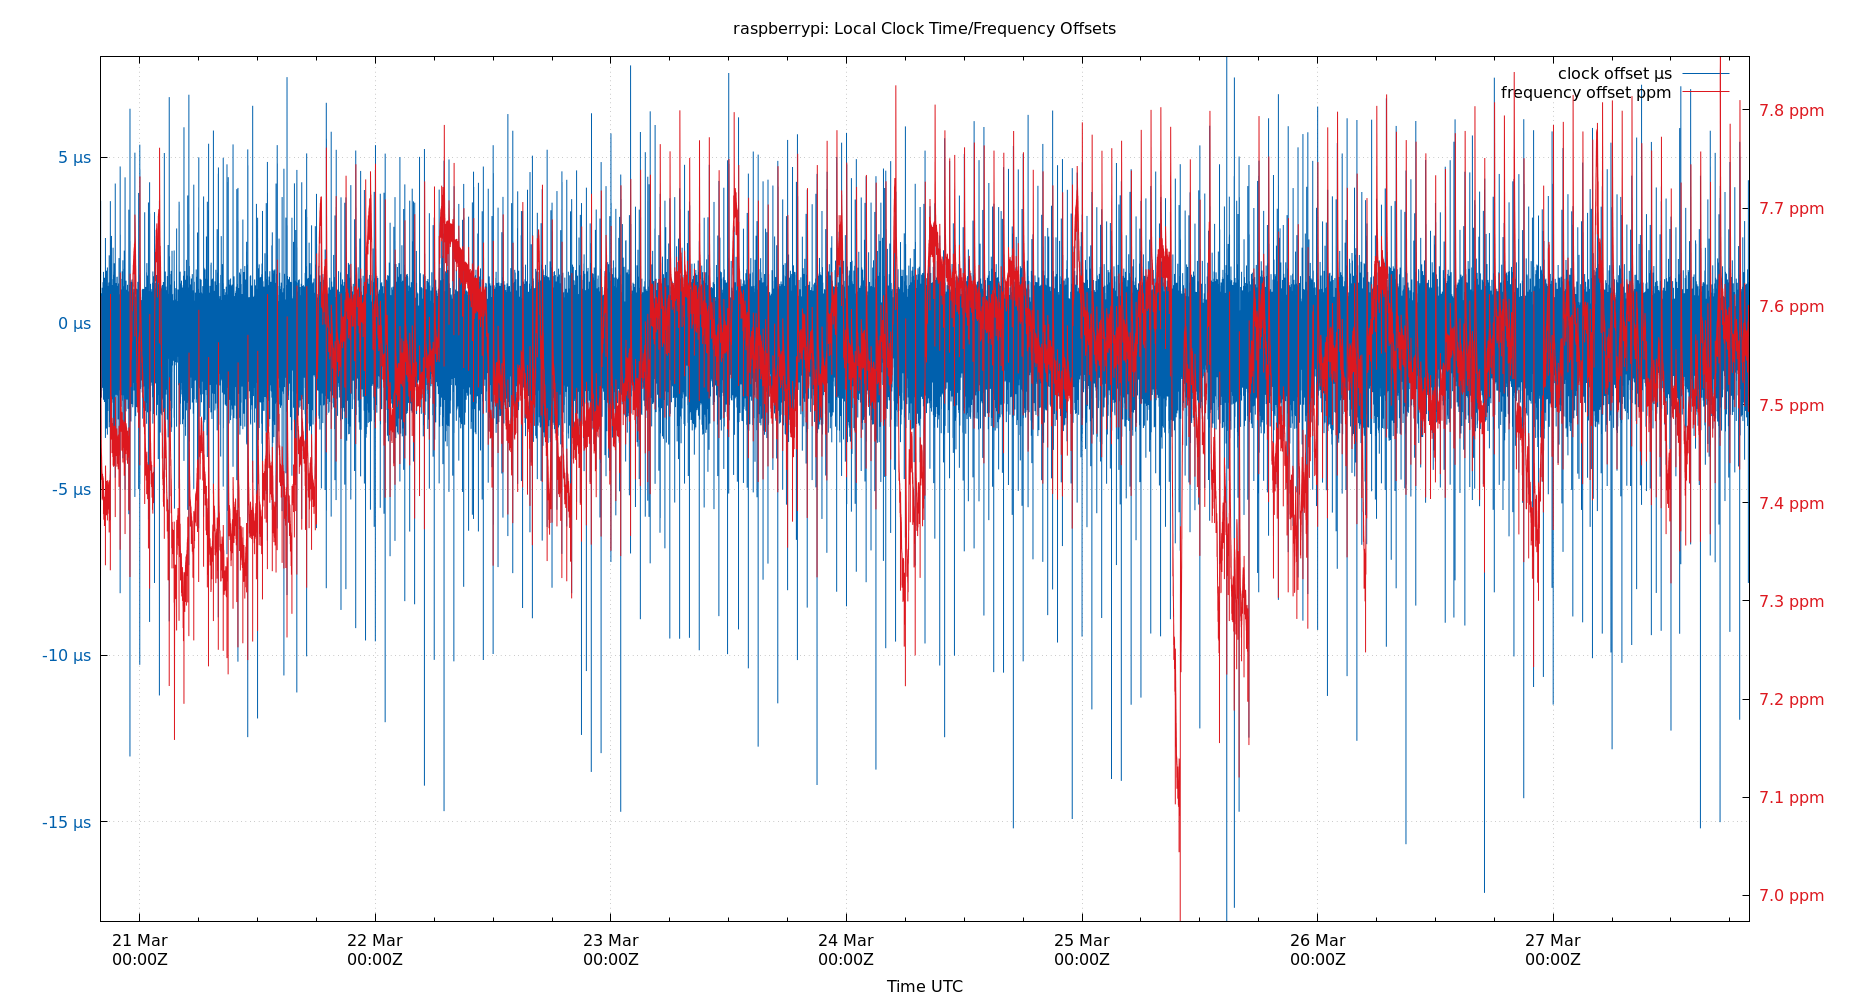 raspberrypi: Local Clock Time/Frequency Offsets
clock offset µs
frequency offset ppm
5 µs
0 µs
-5 µs
-10 µs
-15 µs
7.8 ppm
7.7 ppm
7.6 ppm
7.5 ppm
7.4 ppm
7.3 ppm
7.2 ppm
7.1 ppm
7.0 ppm
21 Mar
00:00Z
22 Mar
00:00Z
23 Mar
00:00Z
24 Mar
00:00Z
25 Mar
00:00Z
26 Mar
00:00Z
27 Mar
00:00Z
Time UTC